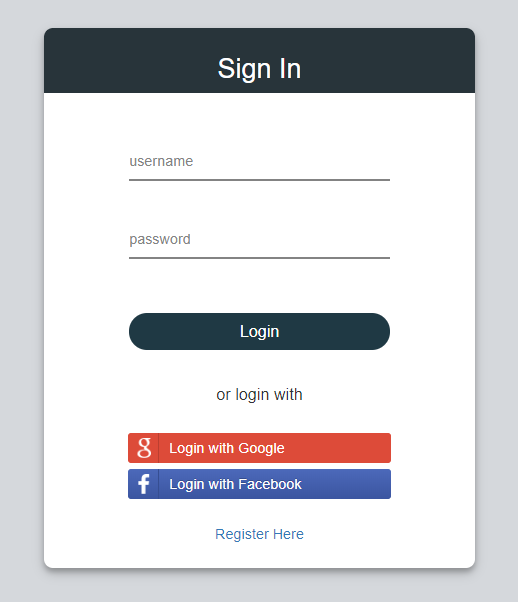 Sign In
username
password
Login
or login with
g Login with Google
f Login with Facebook
Register Here